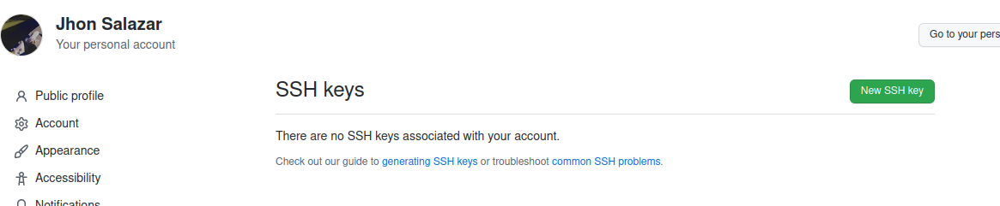 Jhon Salazar
Your personal account
Go to your pers
Public profile
Account
Appearance
Accessibility
Notifications
SSH keys
New SSH key
There are no SSH keys associated with your account.
Check out our guide to generating SSH keys or troubleshoot common SSH problems.